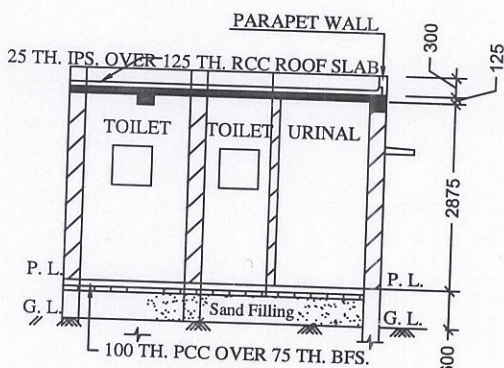 PARAPET WALL
300
125
25 TH. IPS. OVER 125 TH. RCC ROOF SLAB
TOILET
TOILET
URINAL
2875
P. L.
P. L.
G. L.
Sand Filling
G. L.
100 TH. PCC OVER 75 TH. BFS.